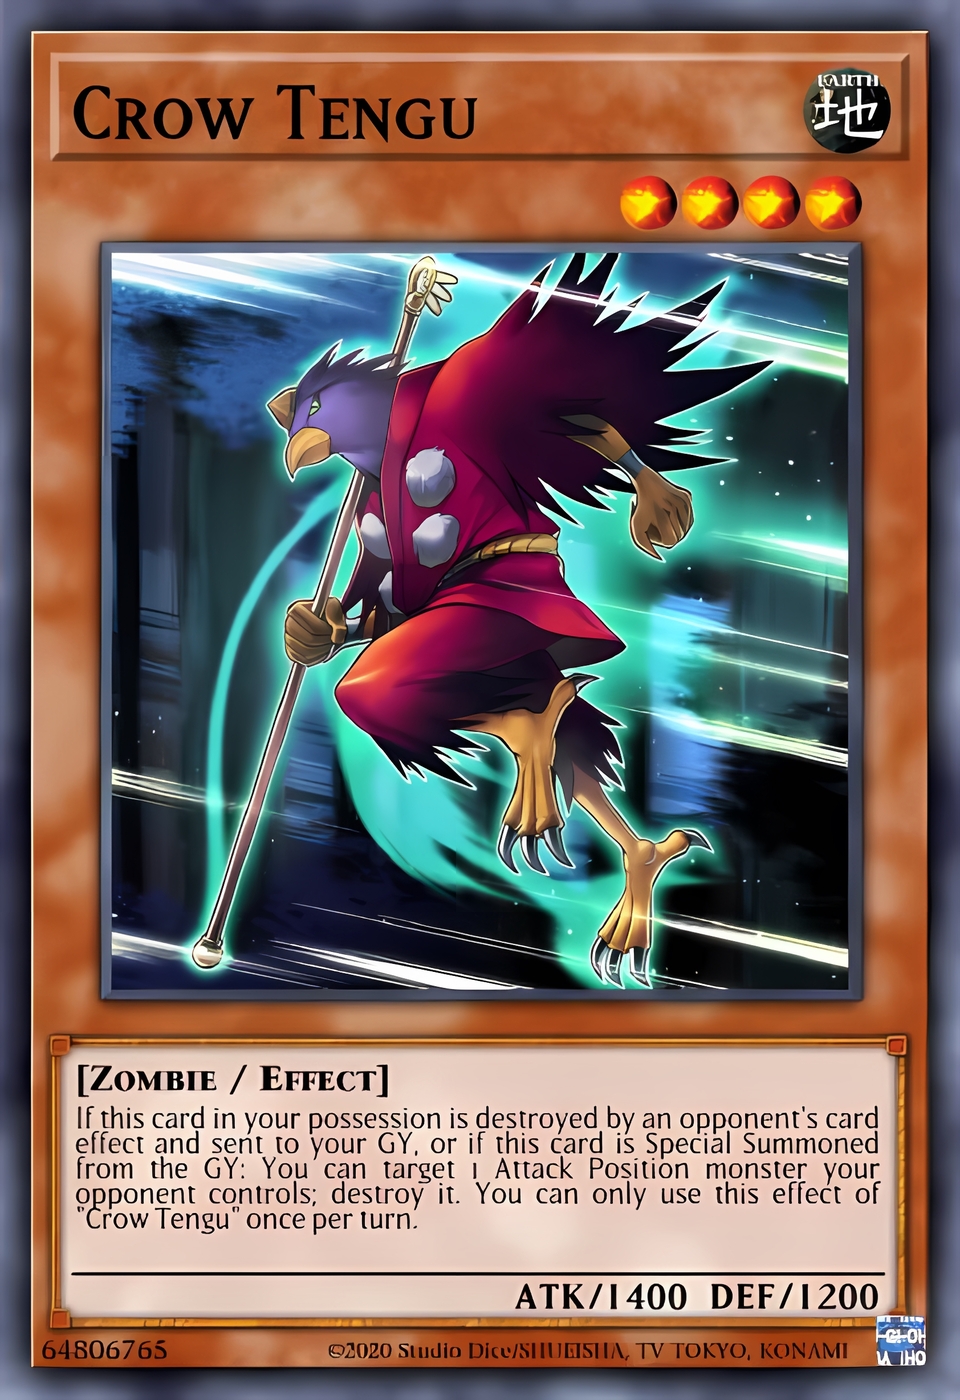 CROW TENGU
EARTH
地
[ZOMBIE / EFFECT]
If this card in your possession is destroyed by an opponent's card
effect and sent to your GY, or if this card is Special Summoned
from the GY: You can target 1 Attack Position monster your
opponent controls; destroy it. You can only use this effect of
"Crow Tengu" once per turn.
ATK/1400 DEF/1200
64806765
©2020 Studio Dice/SHUEISHA, TV TOKYO, KONAMI